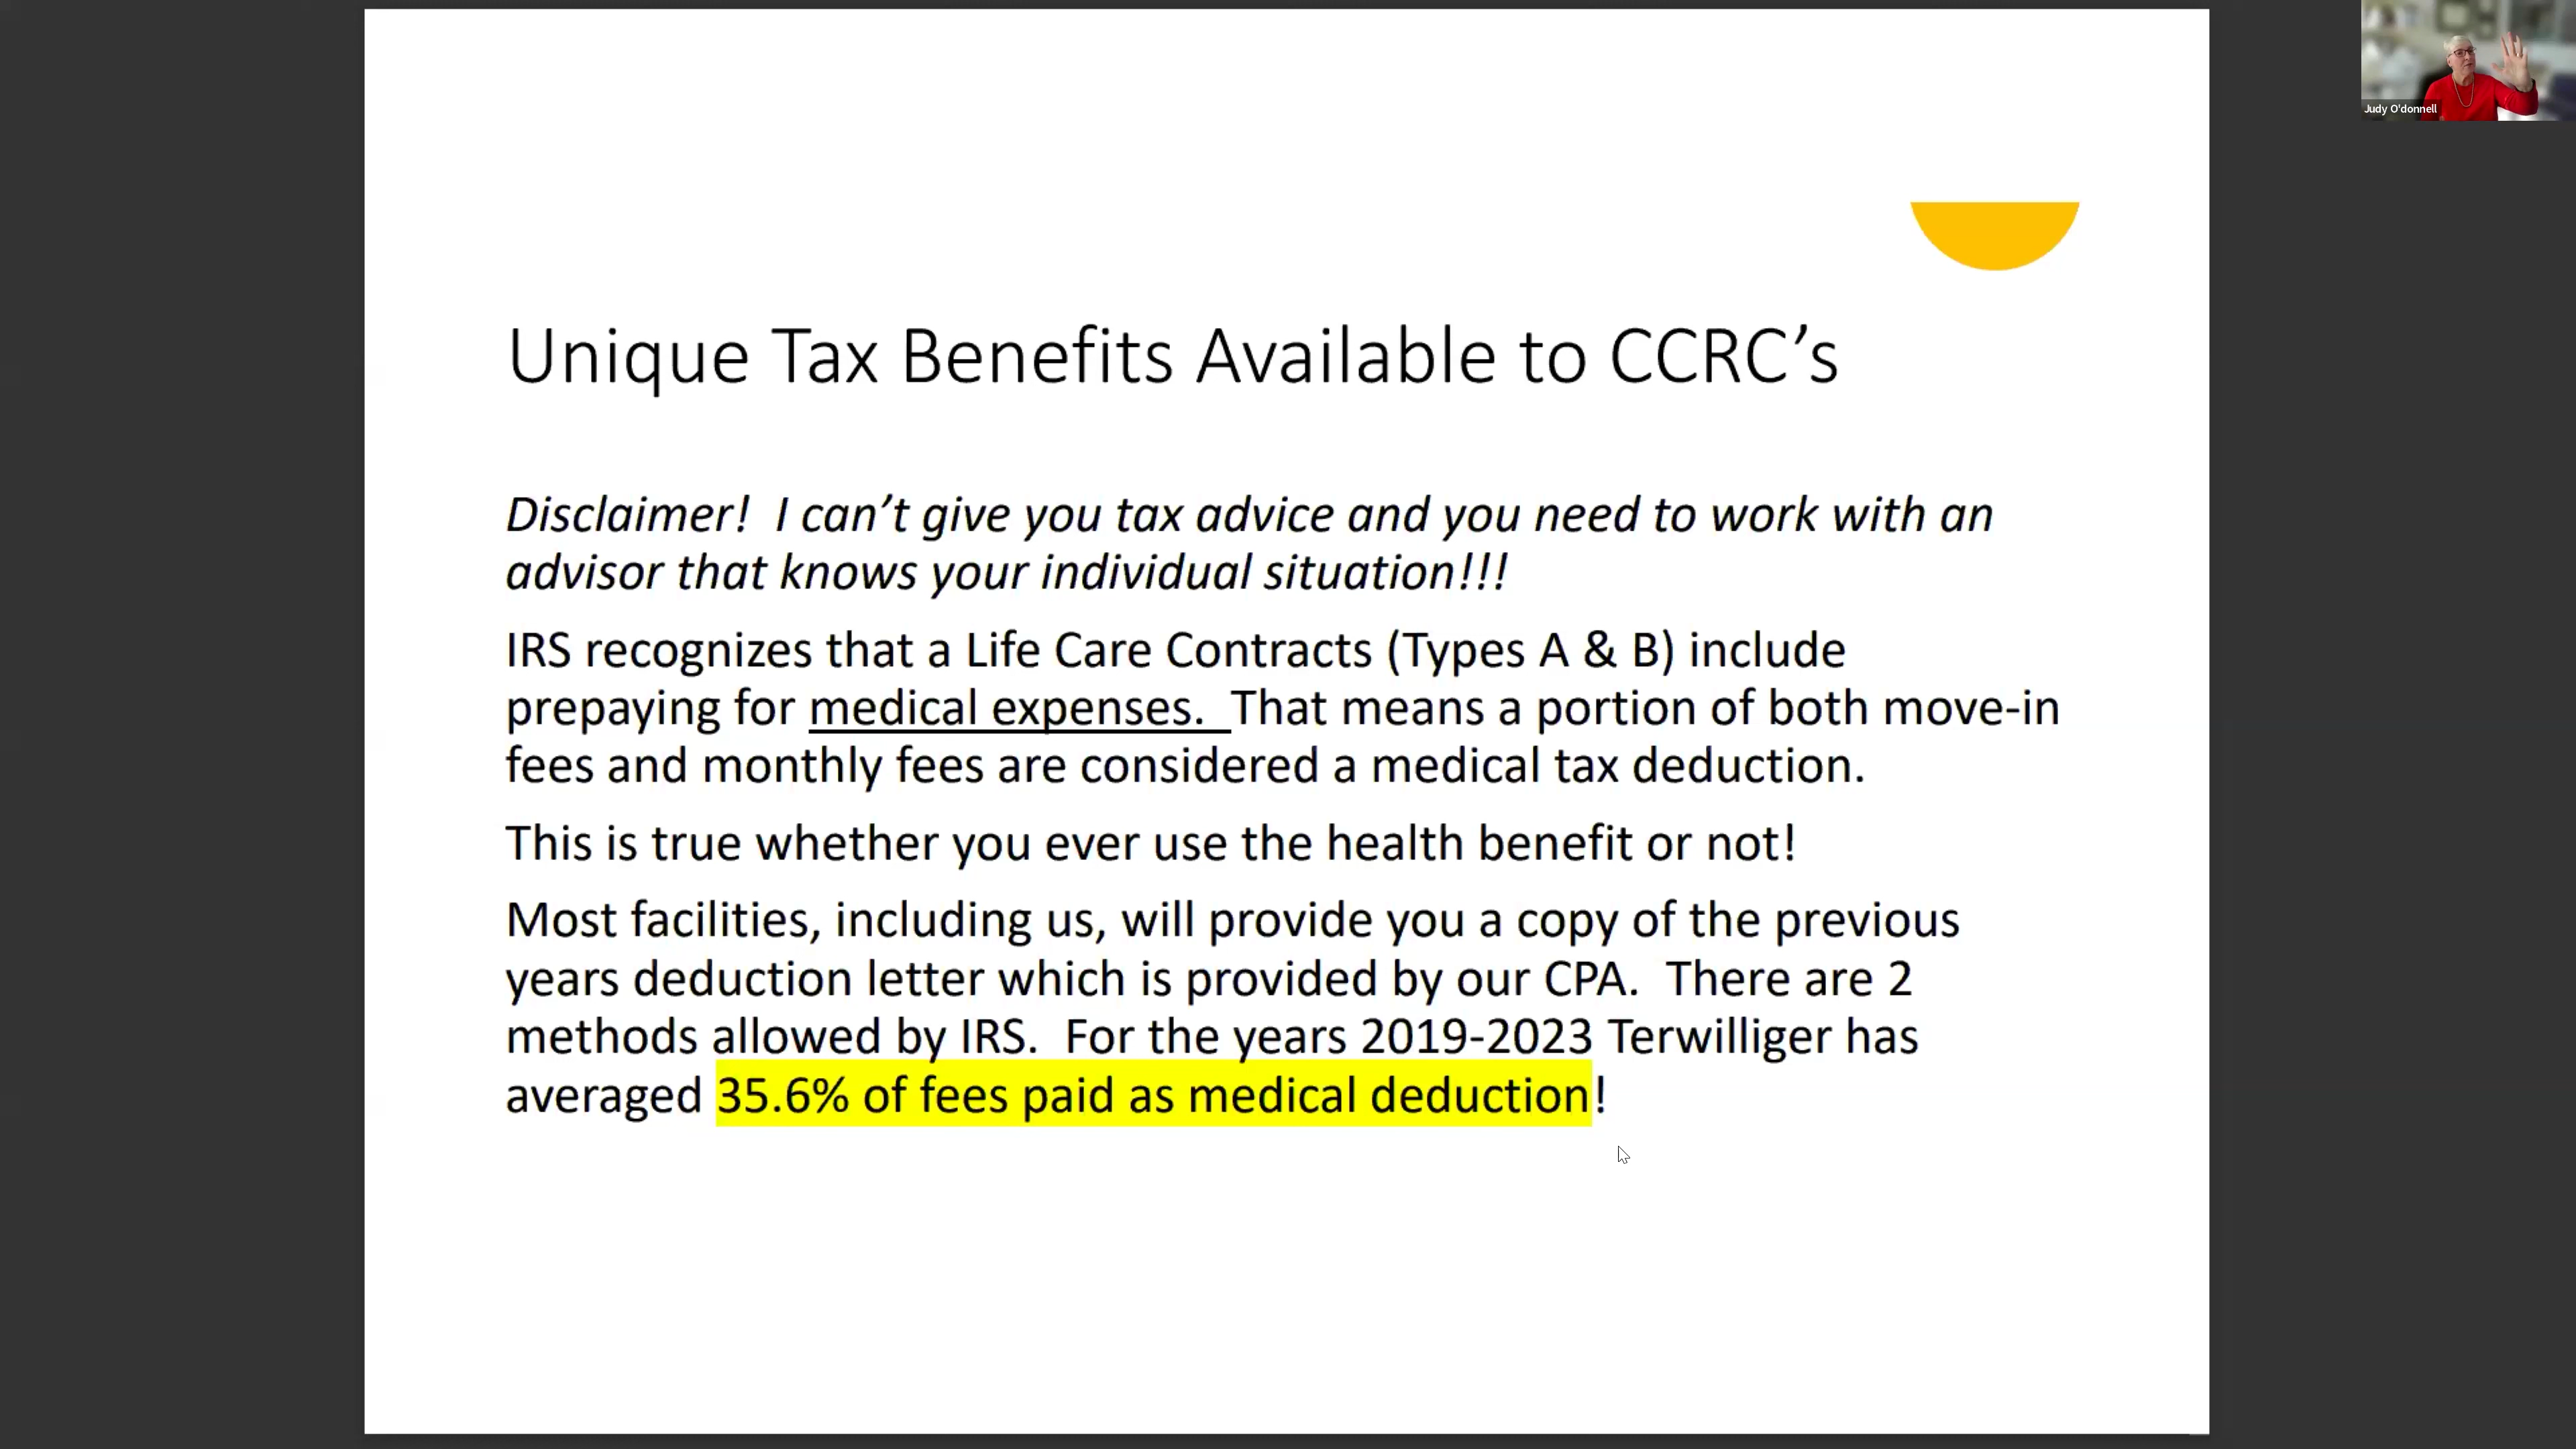 Judy O'donnell
Unique Tax Benefits Available to CCRC’s
Disclaimer!  I can’t give you tax advice and you need to work with an
advisor that knows your individual situation!!!
IRS recognizes that a Life Care Contracts (Types A & B) include
prepaying for medical expenses.  That means a portion of both move-in
fees and monthly fees are considered a medical tax deduction.
This is true whether you ever use the health benefit or not!
Most facilities, including us, will provide you a copy of the previous
years deduction letter which is provided by our CPA.  There are 2
methods allowed by IRS.  For the years 2019-2023 Terwilliger has
averaged 35.6% of fees paid as medical deduction!